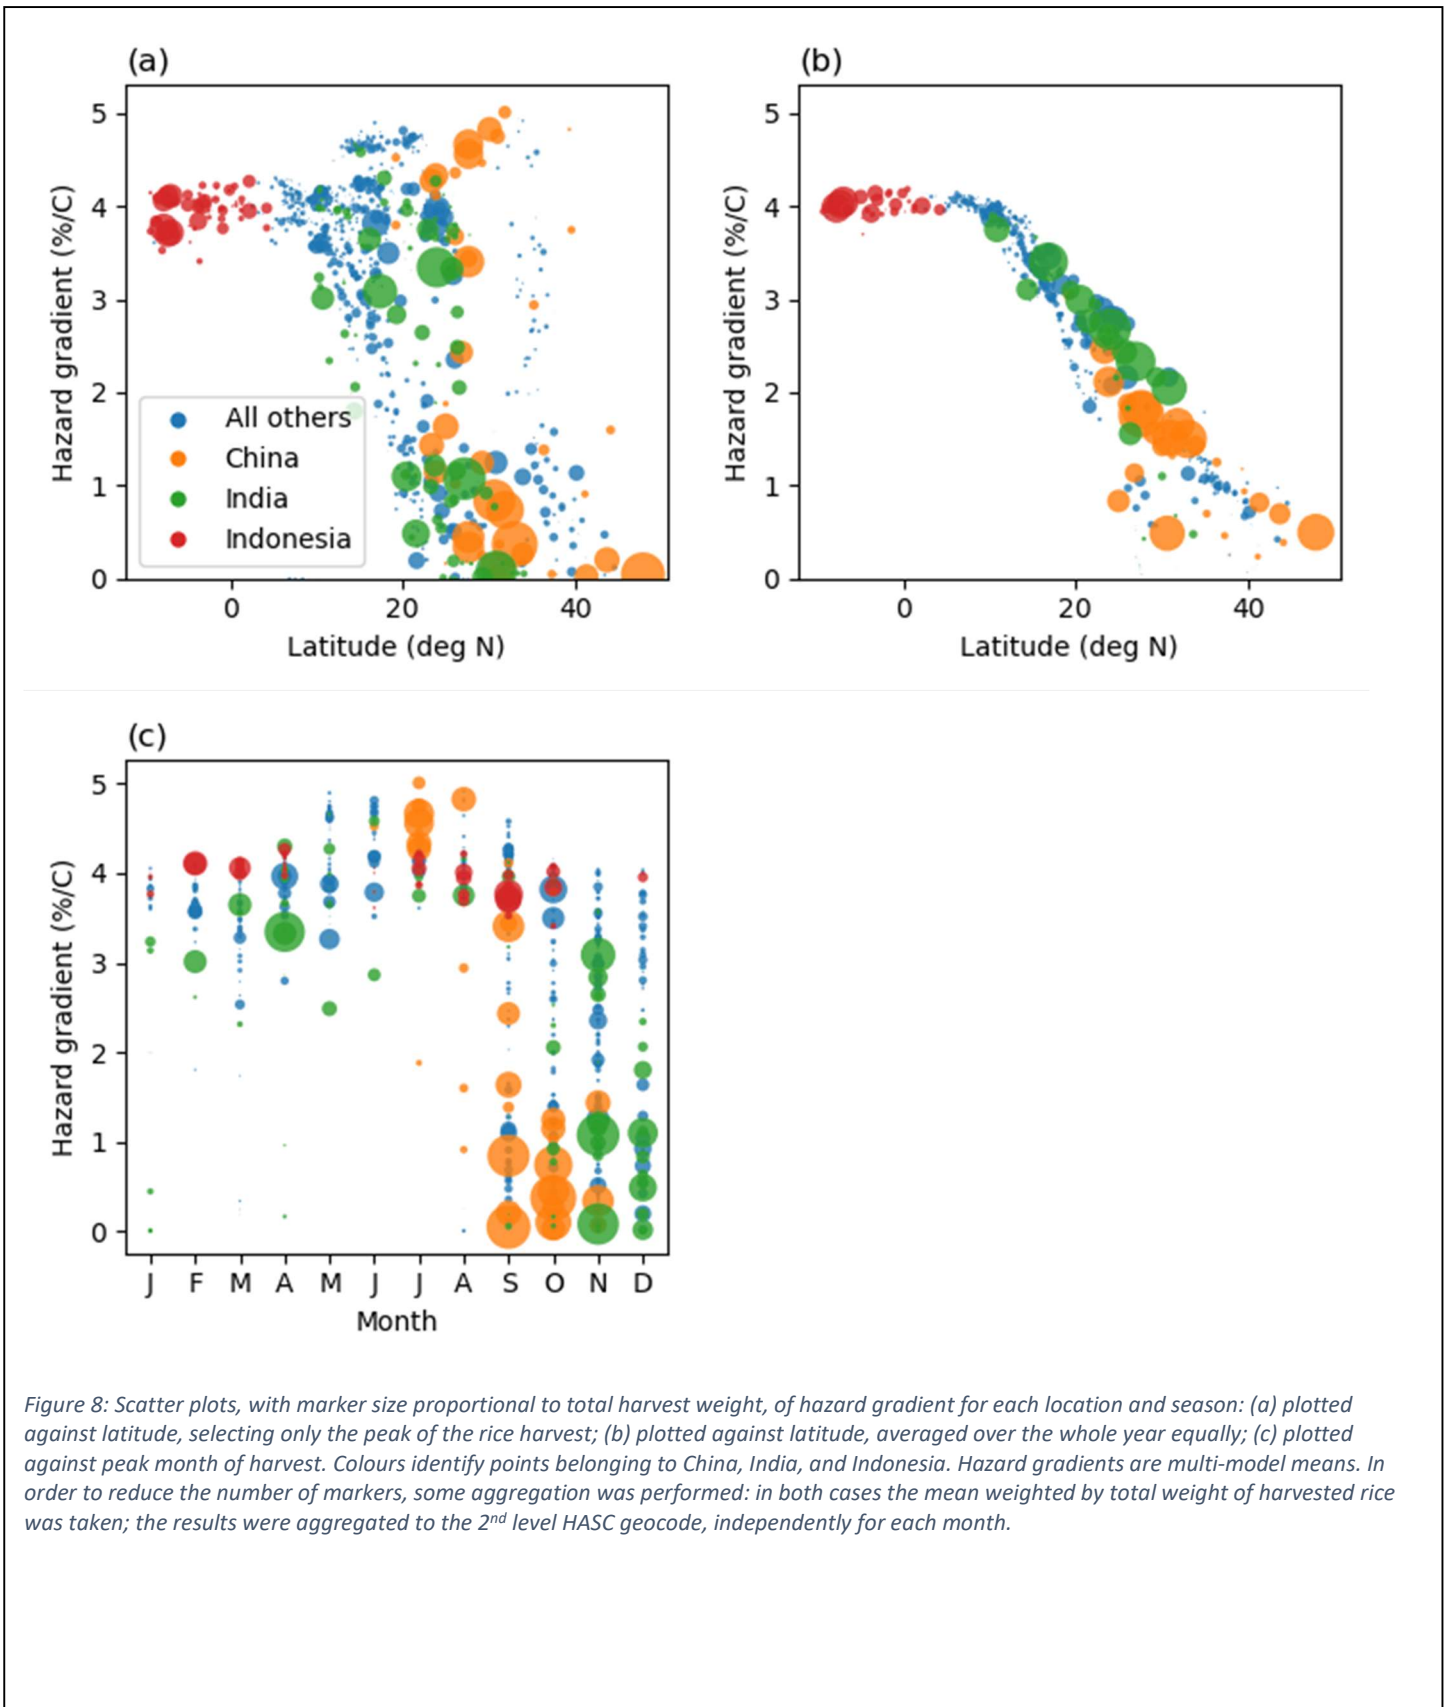 (a)
5
4
3
2
1
0
Hazard gradient (%/C)
All others
China
India
Indonesia
0 20 40
Latitude (deg N)
(b)
5
4
3
2
1
0
Hazard gradient (%/C)
0 20 40
Latitude (deg N)
(c)
5
4
3
2
1
0
Hazard gradient (%/C)
J F M A M J J A S O N D
Month
Figure 8: Scatter plots, with marker size proportional to total harvest weight, of hazard gradient for each location and season: (a) plotted
against latitude, selecting only the peak of the rice harvest; (b) plotted against latitude, averaged over the whole year equally; (c) plotted
against peak month of harvest. Colours identify points belonging to China, India, and Indonesia. Hazard gradients are multi-model means. In
order to reduce the number of markers, some aggregation was performed: in both cases the mean weighted by total weight of harvested rice
was taken; the results were aggregated to the 2nd level HASC geocode, independently for each month.